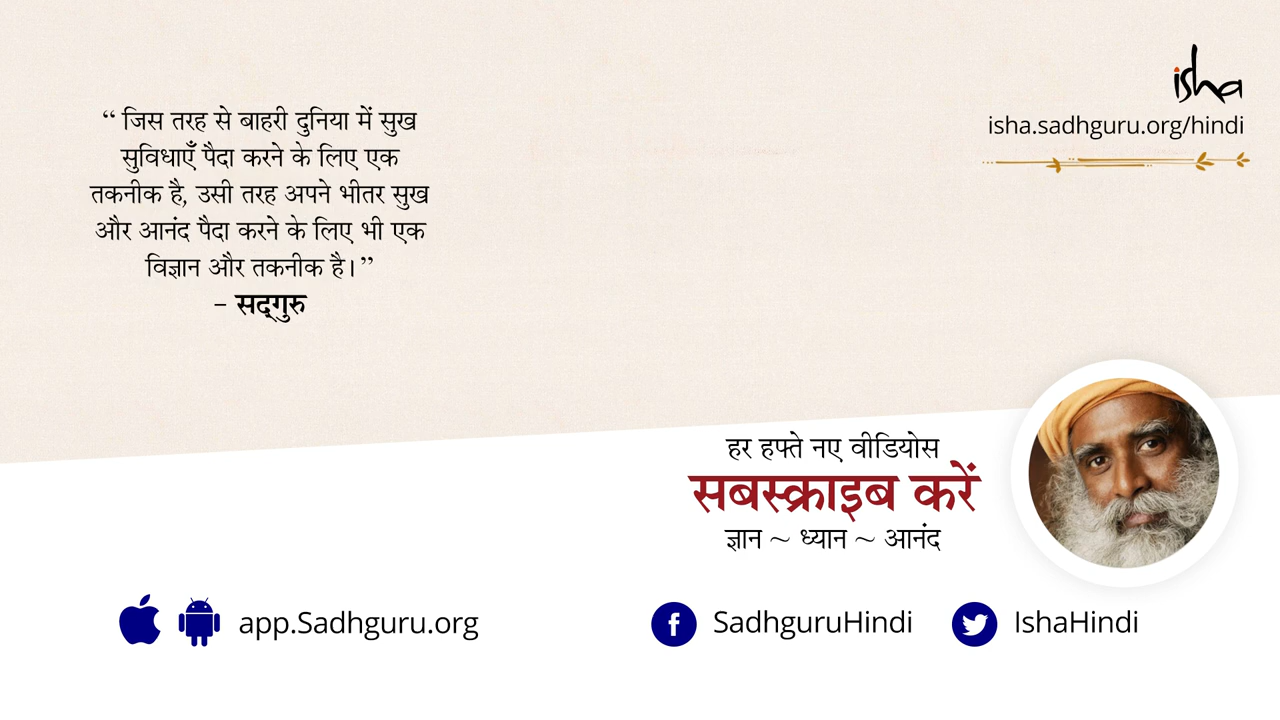 “ जिस तरह से बाहरी दुनिया में सुख
सुविधाएँ पैदा करने के लिए एक
तकनीक है, उसी तरह अपने भीतर सुख
और आनंद पैदा करने के लिए भी एक
विज्ञान और तकनीक है।”
- सद्गुरु
isha
isha.sadhguru.org/hindi
हर हफ्ते नए वीडियोस
सबस्क्राइब करें
ज्ञान ~ ध्यान ~ आनंद
app.Sadhguru.org
SadhguruHindi
IshaHindi